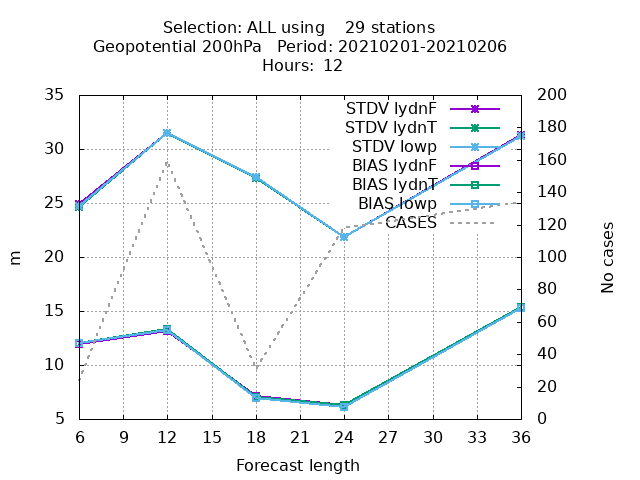 Selection: ALL using    29 stations
Geopotential 200hPa   Period: 20210201-20210206
Hours: 12
35
30
25
20
15
10
5
200
180
160
140
120
100
80
60
40
20
0
STDV lydnF
STDV lydnT
STDV lowp
BIAS lydnF
BIAS lydnT
BIAS lowp
CASES
m
No cases
6 9 12 15 18 21 24 27 30 33 36
Forecast length